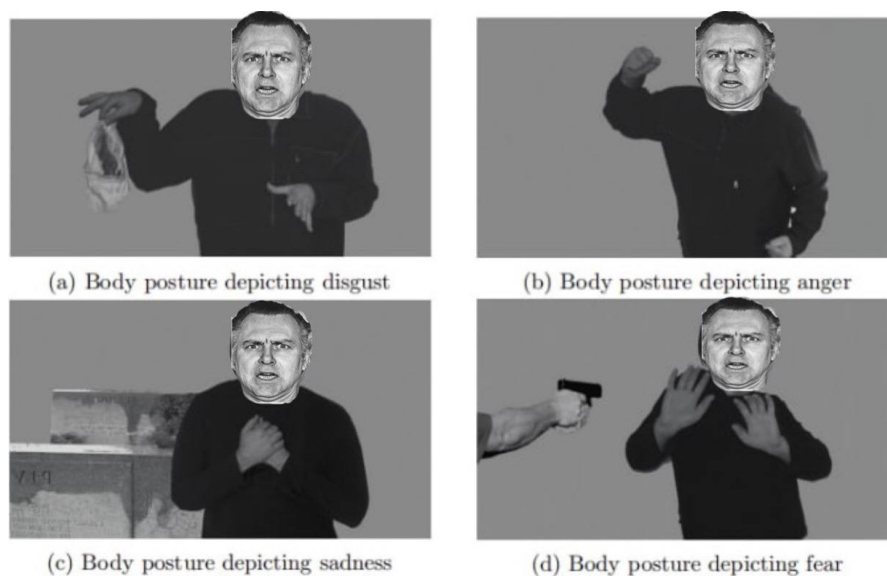 (a) Body posture depicting disgust
(b) Body posture depicting anger
(c) Body posture depicting sadness
(d) Body posture depicting fear